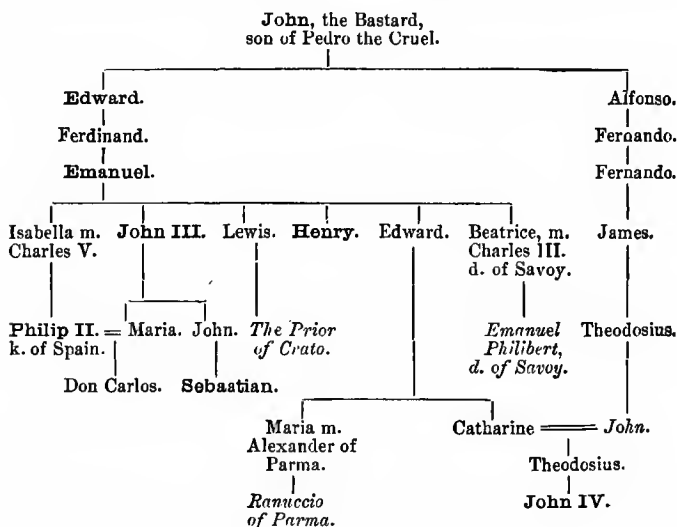 John, the Bastard,
son of Pedro the Cruel.
Edward. Alfonso.
Ferdinand. Fernando.
Emanuel. Fernando.
Isabella m. John III. Lewis. Henry. Edward. Beatrice, m. James.
Charles V. Charles III.
d. of Savoy.
Philip II. = Maria. John. The Prior Emanuel Theodosius.
k. of Spain. of Crato. Philibert,
Don Carlos. Sebastian. d. of Savoy.
Maria m. Catharine = John.
Alexander of
Parma. Theodosius.
Ranuccio John IV.
of Parma.